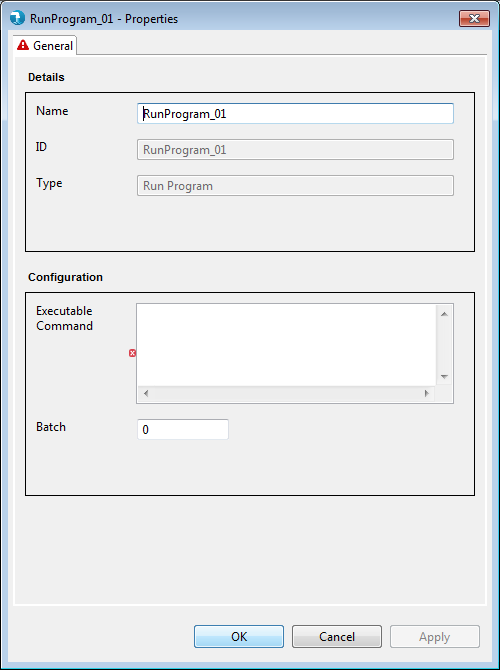 RunProgram_01 - Properties
General
Details
Name
RunProgram_01
ID
RunProgram_01
Type
Run Program
Configuration
Executable
Command
Batch
0
OK
Cancel
Apply